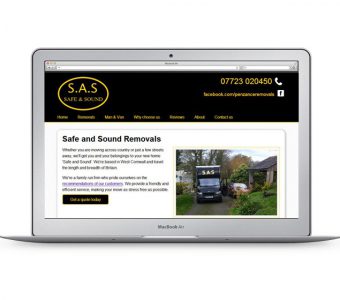 MacBook Air
S.A.S
SAFE & SOUND
07723 020450
facebook.com/penzanceremovals
f
Home Removals Man & Van Why choose us Reviews About Contact us
Safe and Sound Removals
Whether you are moving across country or just a few streets
away, we'll get you and your belongings to your new home
'Safe and Sound'. We're based in West Cornwall and travel
the length and breadth of Britain.
We're a family run firm who pride ourselves on the
recommendations of our customers. We provide a friendly and
efficient service, making your move as stress free as possible.
Get a quote today
S.A.S
MacBook Air